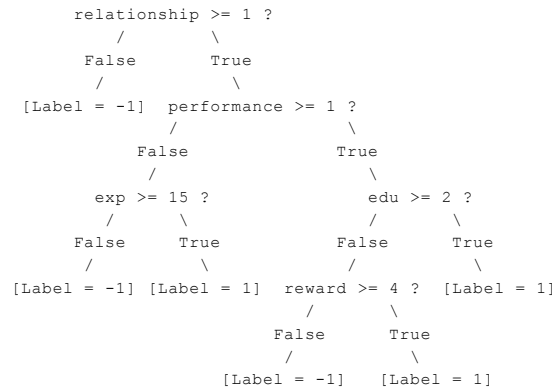 relationship >= 1 ?
/ \
False True
/ \
[Label = -1] performance >= 1 ?
/ \
False True
/ \
exp >= 15 ? edu >= 2 ?
/ \ / \
False True False True
/ \ / \
[Label = -1] [Label = 1] reward >= 4 ? [Label = 1]
/ \
False True
/ \
[Label = -1] [Label = 1]